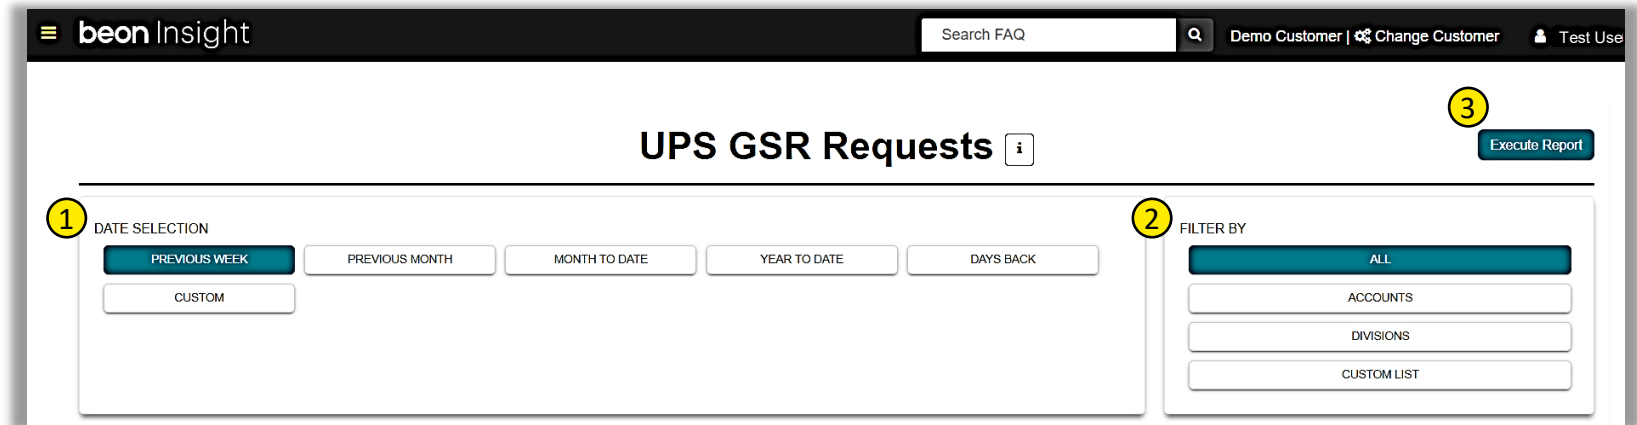 beon Insight
Search FAQ
Demo Customer | Change Customer
Test Use
3
UPS GSR Requests i
Execute Report
1
DATE SELECTION
PREVIOUS WEEK
PREVIOUS MONTH
MONTH TO DATE
YEAR TO DATE
DAYS BACK
CUSTOM
2
FILTER BY
ALL
ACCOUNTS
DIVISIONS
CUSTOM LIST